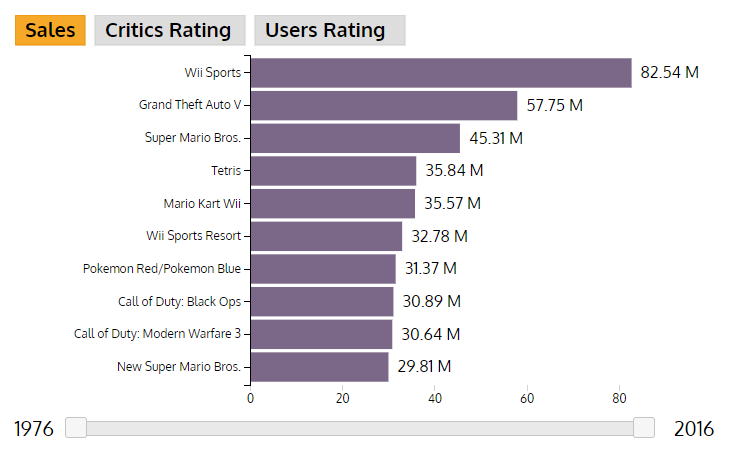 Sales Critics Rating Users Rating
Wii Sports 82.54 M
Grand Theft Auto V 57.75 M
Super Mario Bros. 45.31 M
Tetris 35.84 M
Mario Kart Wii 35.57 M
Wii Sports Resort 32.78 M
Pokemon Red/Pokemon Blue 31.37 M
Call of Duty: Black Ops 30.89 M
Call of Duty: Modern Warfare 3 30.64 M
New Super Mario Bros. 29.81 M
0 20 40 60 80
1976 2016